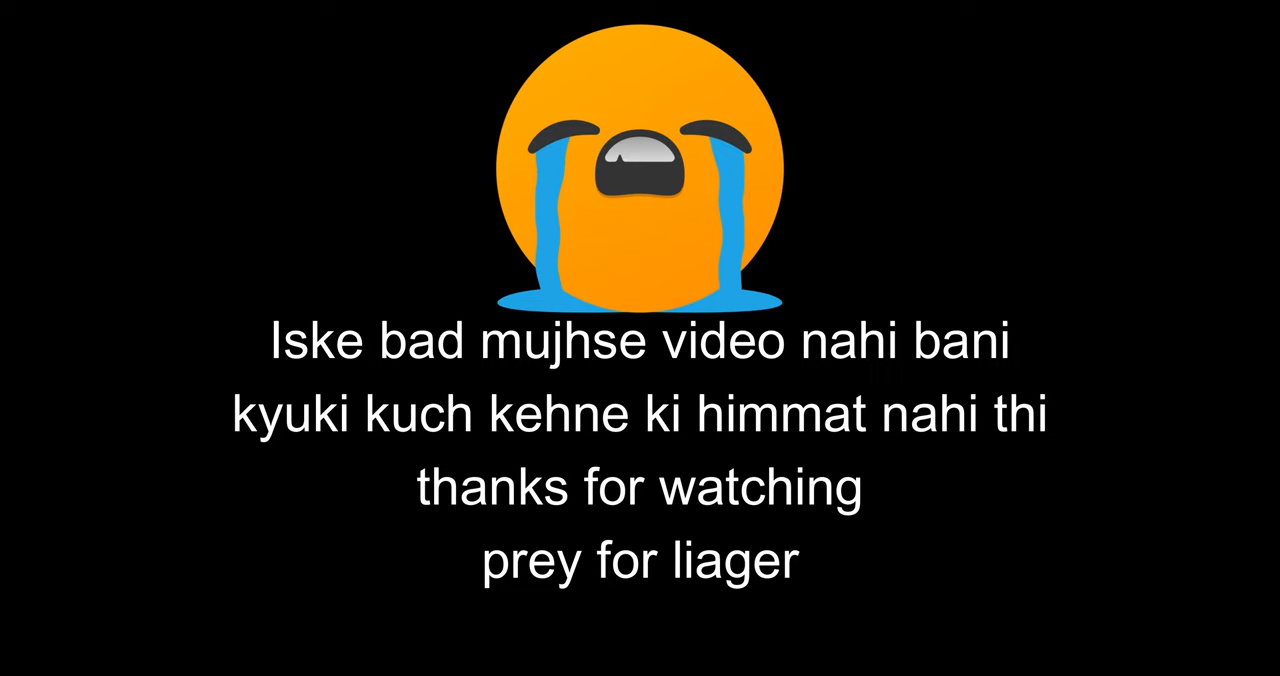 Iske bad mujhse video nahi bani
kyuki kuch kehne ki himmat nahi thi
thanks for watching
prey for liager